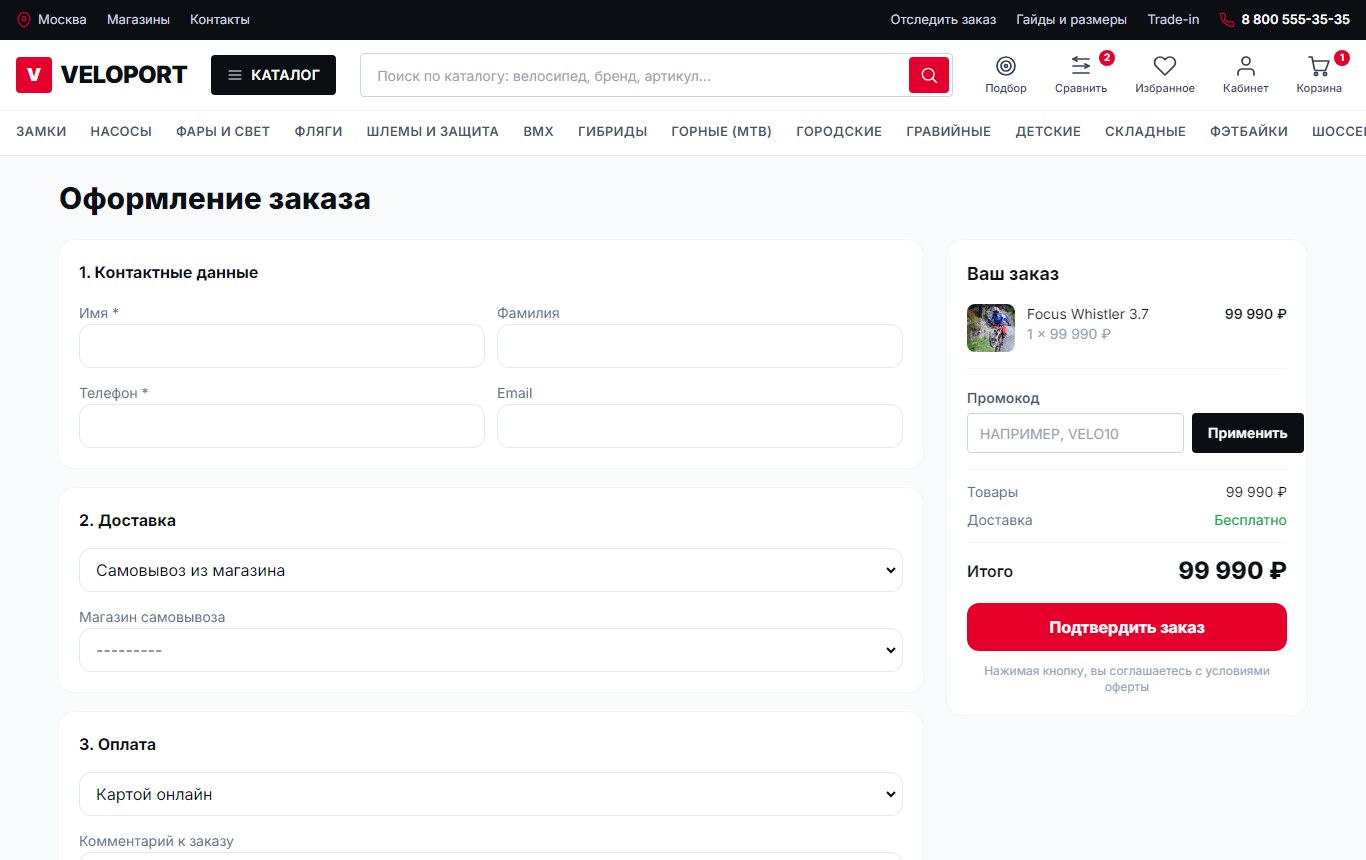 Москва Магазины Контакты Отследить заказ Гайды и размеры Trade-in 8 800 555-35-35
V VELOPORT КАТАЛОГ Поиск по каталогу: велосипед, бренд, артикул... Подбор Сравнить 2 Избранное Кабинет Корзина 1
ЗАМКИ НАСОСЫ ФАРЫ И СВЕТ ФЛЯГИ ШЛЕМЫ И ЗАЩИТА BMX ГИБРИДЫ ГОРНЫЕ (MTB) ГОРОДСКИЕ ГРАВИЙНЫЕ ДЕТСКИЕ СКЛАДНЫЕ ФЭТБАЙКИ
Оформление заказа
1. Контактные данные
Имя * Фамилия
Телефон * Email
2. Доставка
Самовывоз из магазина
Магазин самовывоза
---------
3. Оплата
Картой онлайн
Комментарий к заказу
Ваш заказ
Focus Whistler 3.7 99 990 ₽
1 × 99 990 ₽
Промокод
НАПРИМЕР, VELO10 Применить
Товары 99 990 ₽
Доставка Бесплатно
Итого 99 990 ₽
Подтвердить заказ
Нажимая кнопку, вы соглашаетесь с условиями
оферты